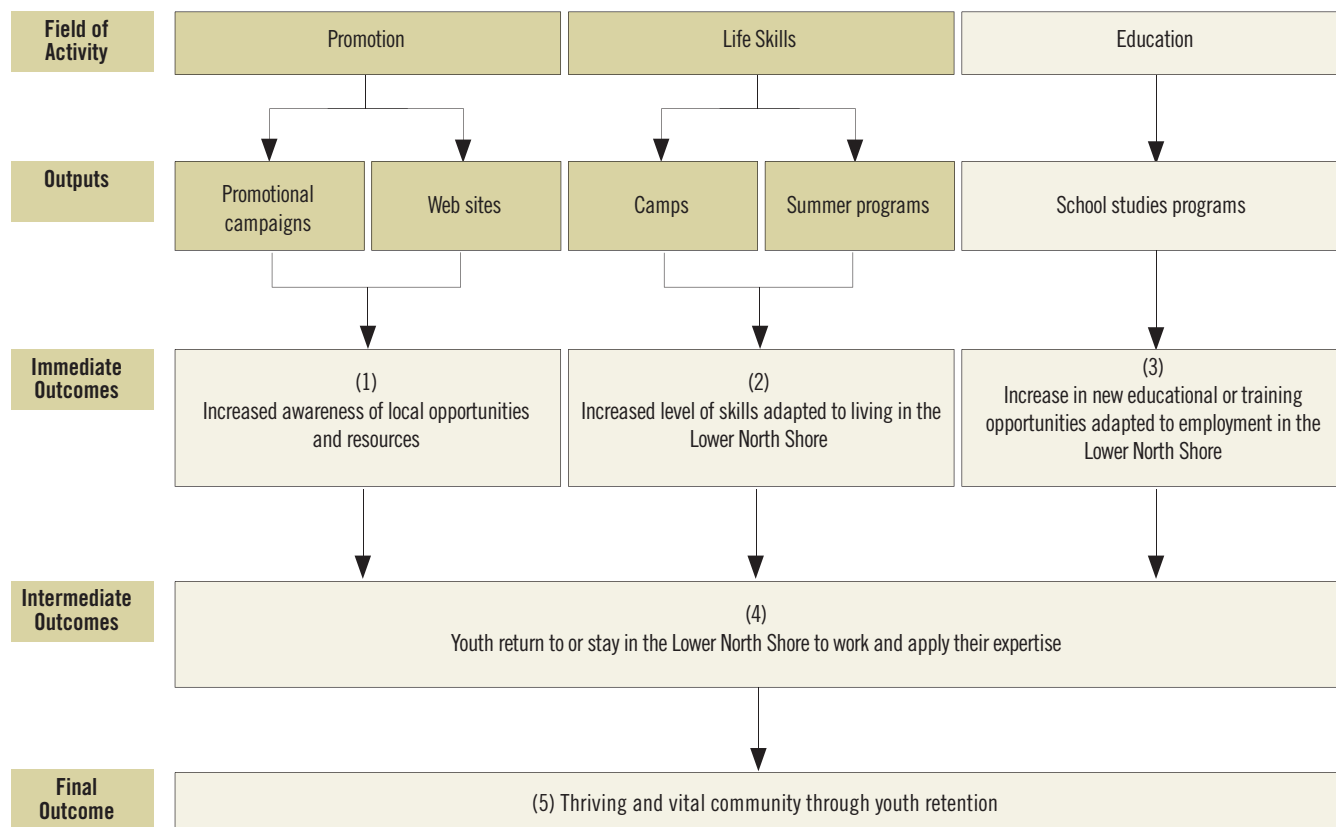 Field of
Activity
Promotion
Life Skills
Education
Outputs
Promotional
campaigns
Web sites
Camps
Summer programs
School studies programs
Immediate
Outcomes
(1)
Increased awareness of local opportunities
and resources
(2)
Increased level of skills adapted to living in the
Lower North Shore
(3)
Increase in new educational or training
opportunities adapted to employment in the
Lower North Shore
Intermediate
Outcomes
(4)
Youth return to or stay in the Lower North Shore to work and apply their expertise
Final
Outcome
(5) Thriving and vital community through youth retention